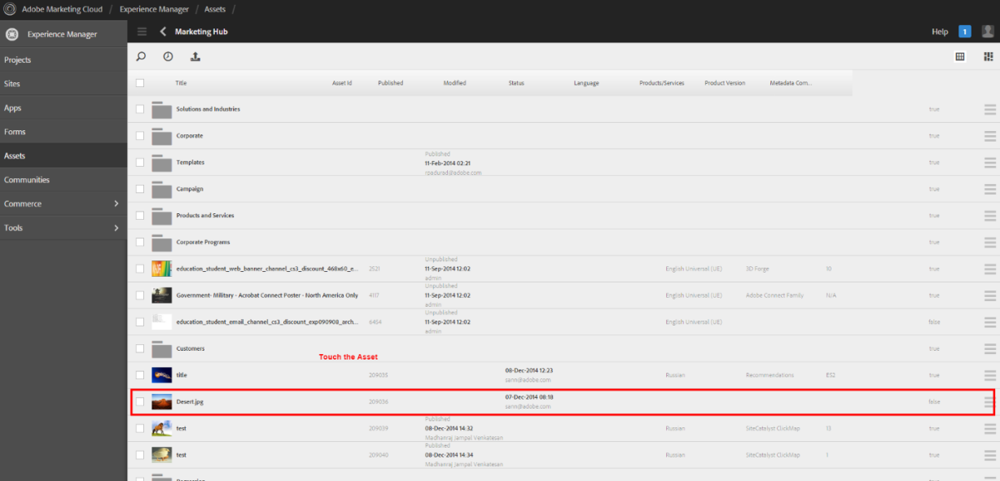 Adobe Marketing Cloud / Experience Manager / Assets /
Experience Manager
Marketing Hub
Help 1
Projects
Sites
Apps
Forms
Assets
Communities
Commerce
Tools
Title Asset Id Published Modified Status Language Products/Services Product Version Metadata Com...
Solutions and Industries true
Corporate true
Published
Templates 11-Feb-2014 02:21 true
rpadurad@adobe.com
Campaign true
Products and Services true
Corporate Programs true
Unpublished
education_student_web_banner_channel_cs3_discount_468x60_e... 2521 11-Sep-2014 12:02 English Universal (UE) 3D Forge 10 true
admin
Unpublished
Government- Military - Acrobat Connect Poster - North America Only 4117 11-Sep-2014 12:02 English Universal (UE) Adobe Connect Family N/A true
admin
Unpublished
education_student_email_channel_cs3_discount_exp090908_arch... 6454 11-Sep-2014 12:02 English Universal (UE) false
admin
Customers true
Touch the Asset
08-Dec-2014 12:23
title 209035 Russian Recommendations ES2 true
sann@adobe.com
07-Dec-2014 08:18
Desert.jpg 209036 false
sann@adobe.com
Published
test 209039 08-Dec-2014 14:32 Russian SiteCatalyst ClickMap 13 true
Madhanraj Jampal Venkatesan
Published
test 209040 08-Dec-2014 14:34 Russian SiteCatalyst ClickMap 1 true
Madhanraj Jampal Venkatesan